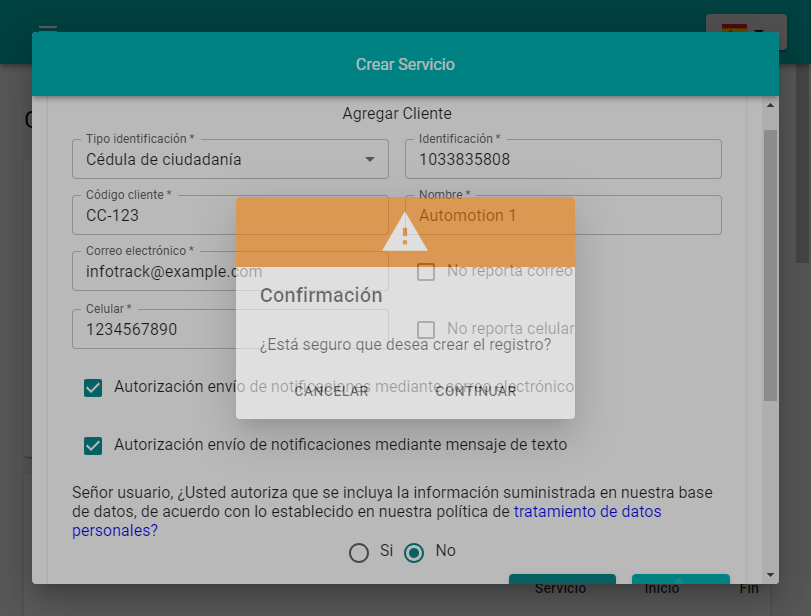 Crear Servicio
Agregar Cliente
Tipo identificación *
Cédula de ciudadanía
Identificación *
1033835808
Código cliente *
CC-123
Nombre *
Automotion 1
Correo electrónico *
infotrack@example.com
No reporta correo
Confirmación
Celular *
1234567890
No reporta celular
¿Está seguro que desea crear el registro?
Autorización envío de notificaciones mediante correo electrónico
CANCELAR
CONTINUAR
Autorización envío de notificaciones mediante mensaje de texto
Señor usuario, ¿Usted autoriza que se incluya la información suministrada en nuestra base
de datos, de acuerdo con lo establecido en nuestra política de tratamiento de datos
personales?
Si
No
Servicio
Inicio
Fin